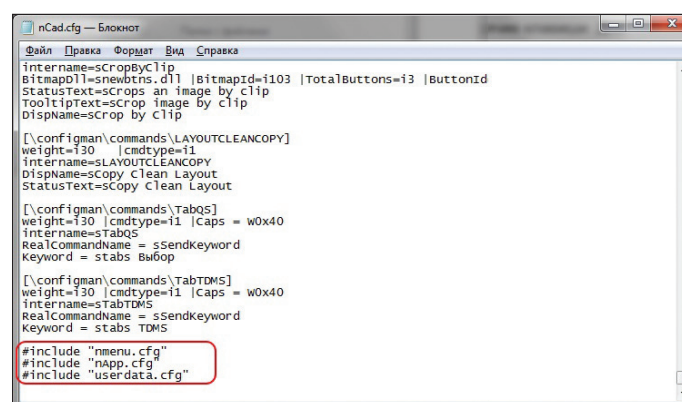 nCad.cfg — Блокнот
Файл Правка Формат Вид Справка
intername=sCropByClip
BitmapDll=snewbtns.dll |BitmapId=i103 |TotalButtons=i3 |ButtonId
StatusText=sCrops an image by clip
TooltipText=sCrop image by clip
DispName=sCrop by Clip
[\configman\commands\LAYOUTCLEANCOPY]
weight=i30 |cmdtype=i1
intername=sLAYOUTCLEANCOPY
DispName=sCopy Clean Layout
StatusText=sCopy Clean Layout
[\configman\commands\TabQS]
weight=i30 |cmdtype=i1 |Caps = W0x40
intername=sTabQS
RealCommandName = sSendKeyword
Keyword = stabs Выбор
[\configman\commands\TabTDMS]
weight=i30 |cmdtype=i1 |Caps = W0x40
intername=sTabTDMS
RealCommandName = sSendKeyword
Keyword = stabs TDMS
#include "nmenu.cfg"
#include "nApp.cfg"
#include "userdata.cfg"